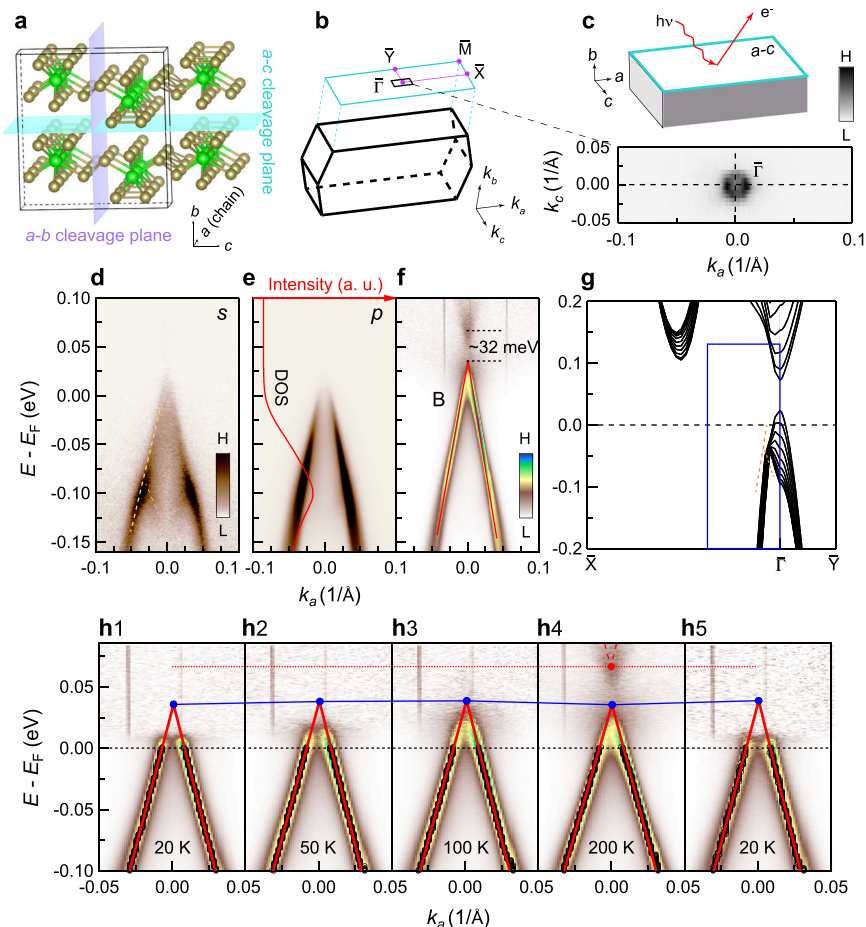 a
a-c cleavage plane
a-b cleavage plane
b
a (chain)
c
b
Ȳ
M̄
X̄
Γ̄
k_b
k_a
k_c
c
hν
e-
a-c
b
a
c
H
L
0.05
0.00
-0.05
k_c (1/Å)
Γ̄
-0.1
0.0
0.1
k_a (1/Å)
d
e
Intensity (a. u.)
f
g
0.10
0.05
0.00
-0.05
-0.10
-0.15
E - E_F (eV)
s
H
L
p
DOS
~32 meV
B
H
L
-0.1
0.0
0.1
-0.1
0.0
0.1
-0.1
0.0
0.1
k_a (1/Å)
0.2
0.1
0.0
-0.1
-0.2
X̄
Γ̄
Ȳ
h1
h2
h3
h4
h5
0.05
0.00
-0.05
-0.10
E - E_F (eV)
20 K
50 K
100 K
200 K
20 K
-0.05
0.00
0.05
0.00
0.05
0.00
0.05
0.00
0.05
0.00
0.05
k_a (1/Å)